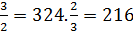 3/2 = 324. 2/3 = 216